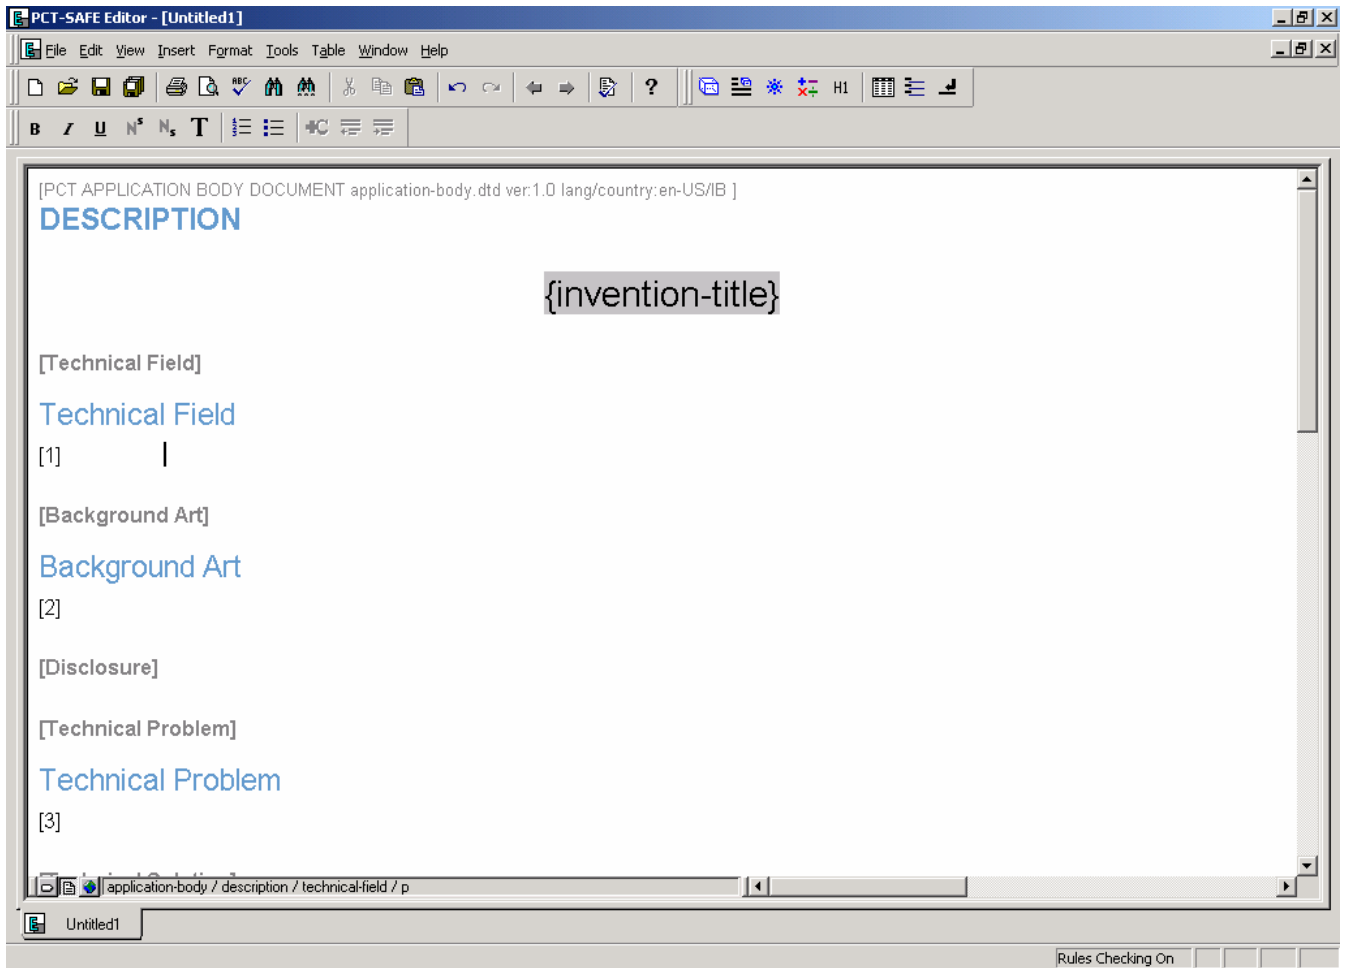 PCT-SAFE Editor - [Untitled1]
File Edit View Insert Format Tools Table Window Help
ABC ? H1
B I U N^s N_s T C
[PCT APPLICATION BODY DOCUMENT application-body.dtd ver:1.0 lang/country:en-US/IB ]
DESCRIPTION
{invention-title}
[Technical Field]
Technical Field
[1]
[Background Art]
Background Art
[2]
[Disclosure]
[Technical Problem]
Technical Problem
[3]
application-body / description / technical-field / p
Untitled1
Rules Checking On